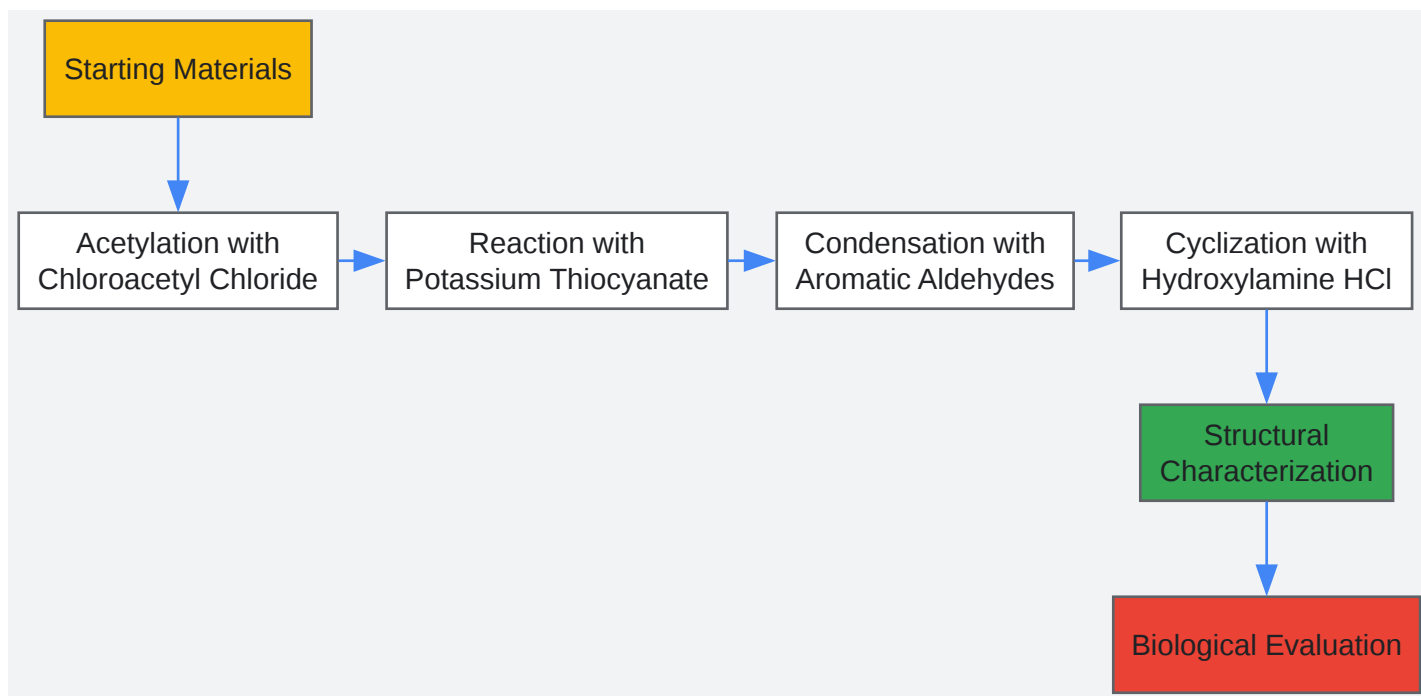 Starting Materials
Acetylation with
Chloroacetyl Chloride
Reaction with
Potassium Thiocyanate
Condensation with
Aromatic Aldehydes
Cyclization with
Hydroxylamine HCl
Structural
Characterization
Biological Evaluation